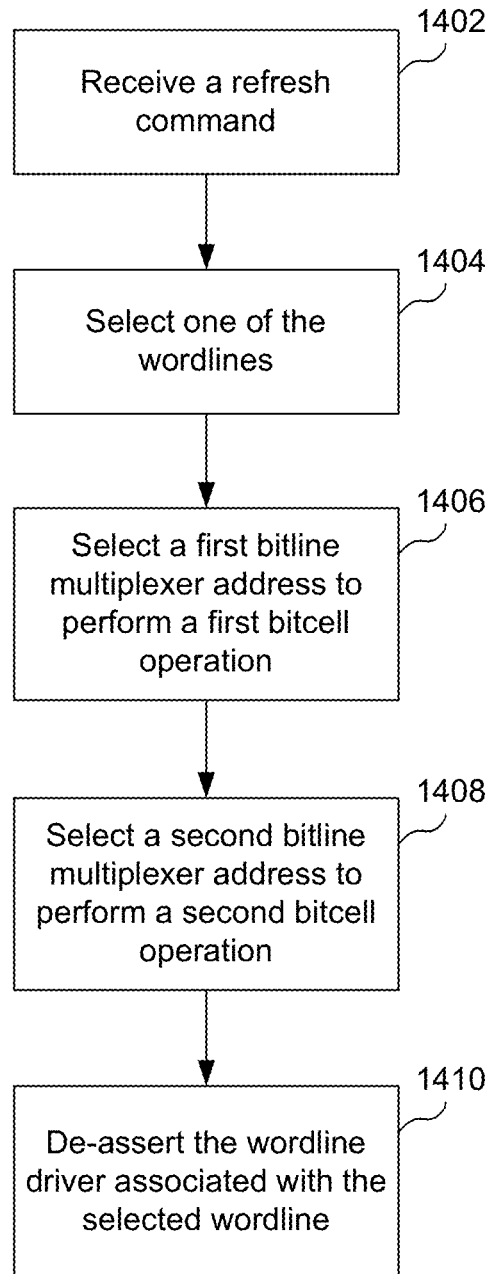 1402
Receive a refresh
command
1404
Select one of the
wordlines
1406
Select a first bitline
multiplexer address to
perform a first bitcell
operation
1408
Select a second bitline
multiplexer address to
perform a second bitcell
operation
1410
De-assert the wordline
driver associated with the
selected wordline